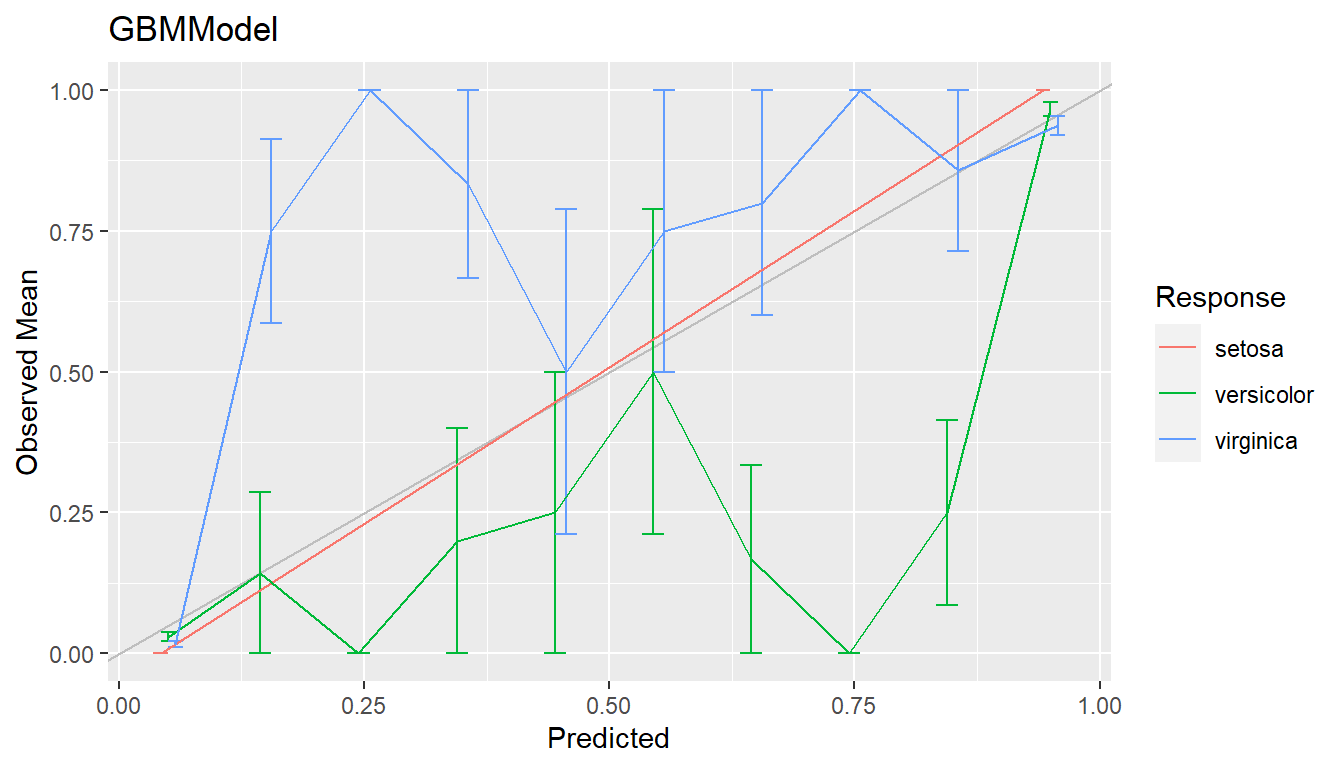 GBMModel
Observed Mean
1.00
0.75
0.50
0.25
0.00
0.00 0.25 0.50 0.75 1.00
Predicted
Response
setosa
versicolor
virginica